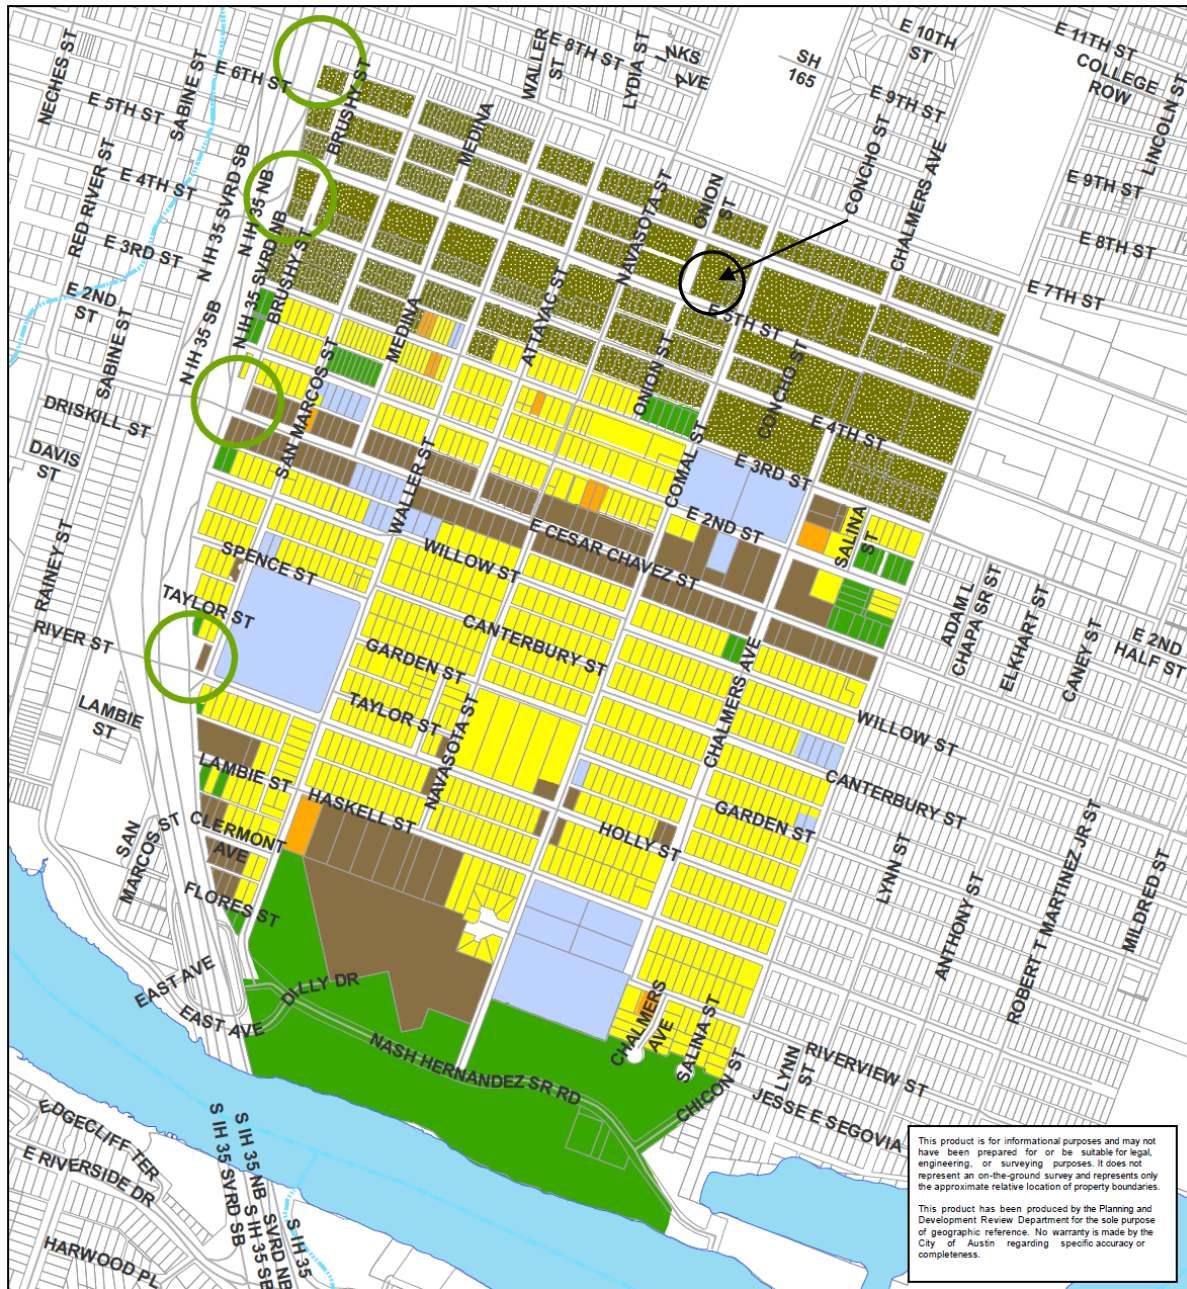 NECHES ST
SABINE ST
E 6TH ST
E 5TH ST
E 4TH ST
RED RIVER ST
E 3RD ST
E 2ND
ST
SABINE ST
DRISKILL ST
DAVIS
ST
RAINEY ST
RIVER ST
LAMBIE
ST
SAN
MARCOS ST
N IH 35 SVRD SB
N IH 35 NB
N IH 35 SVRD NB
N IH 35 SB
BRUSHY ST
BRUSHY ST
MEDINA
MEDINA
WALLER
ST
E 8TH ST
LYDIA ST
LNKS
AVE
SH
165
E 10TH
ST
E 9TH ST
CONCHO ST
CHALMERS AVE
E 11TH ST
COLLEGE
ROW
LINCOLN ST
E 9TH ST
E 8TH ST
E 7TH ST
NAVASOTA ST
ONION
ST
ATTAYAC ST
SAN MARCOS ST
WALLER ST
ONION ST
E 5TH ST
CONCHO ST
E 4TH ST
E 3RD ST
COMAL ST
E 2ND ST
SALINA
ST
E CESAR CHAVEZ ST
WILLOW ST
SPENCE ST
TAYLOR ST
CANTERBURY ST
GARDEN ST
TAYLOR ST
NAVASOTA ST
CHALMERS AVE
ADAM L
CHAPA SR ST
ELKHART ST
CANEY ST
E 2ND
HALF ST
WILLOW ST
CANTERBURY ST
GARDEN ST
LAMBIE ST
HASKELL ST
HOLLY ST
CLERMONT
AVE
FLORES ST
LYNN ST
ANTHONY ST
ROBERT T MARTINEZ JR ST
MILDRED ST
EAST AVE
EAST AVE
DILLY DR
NASH HERNANDEZ SR RD
CHALMERS
AVE
SALINA ST
CHICON ST
LYNN
ST
RIVERVIEW ST
JESSE E SEGOVIA
EDGECLIFF TER
E RIVERSIDE DR
HARWOOD PL
S IH 35 SVRD SB
S IH 35 NB
S IH 35 SB
SVRD NB
S IH 35
This product is for informational purposes and may not
have been prepared for or be suitable for legal,
engineering, or surveying purposes. It does not
represent an on-the-ground survey and represents only
the approximate relative location of property boundaries.
This product has been produced by the Planning and
Development Review Department for the sole purpose
of geographic reference. No warranty is made by the
City of Austin regarding specific accuracy or
completeness.